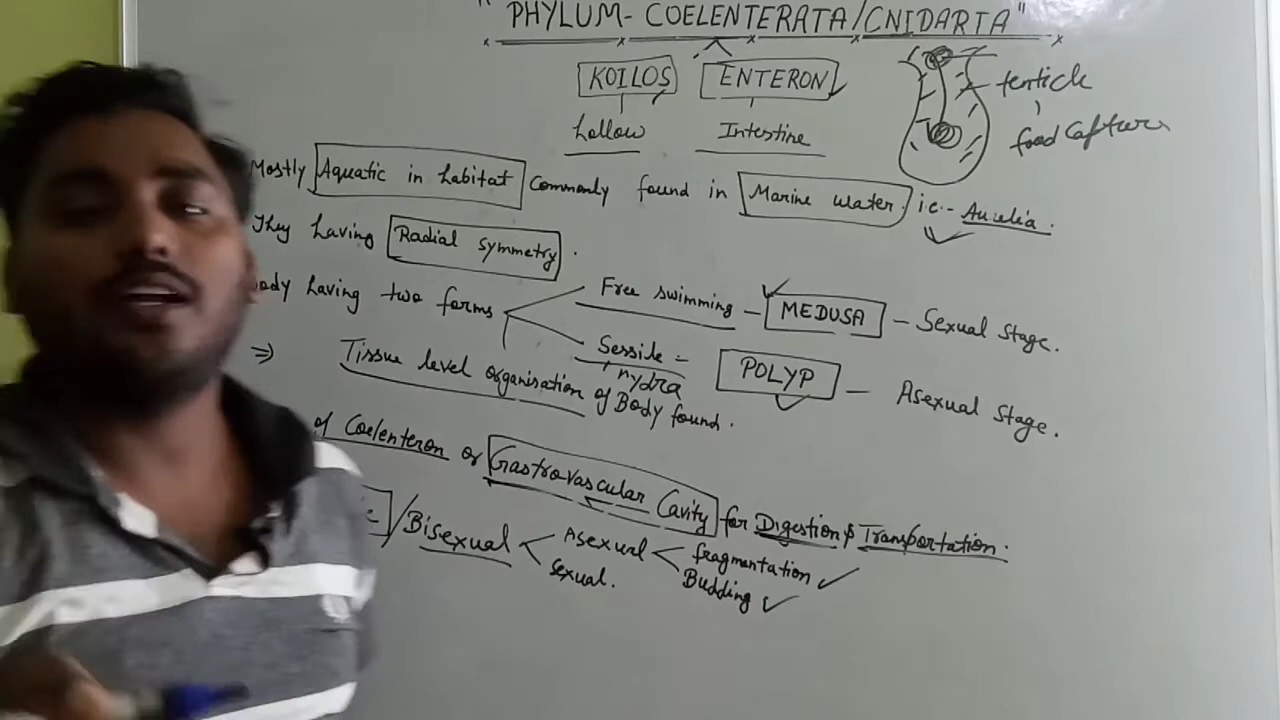 "PHYLUM- COELENTERATA/CNIDARTA"
KOILOS ENTERON
hollow Intestine
tenticle
food Capture
Mostly Aquatic in habitat Commonly found in Marine water i.e.- Aurelia.
They having Radial symmetry.
Body having two forms
Free swimming - MEDUSA - Sexual Stage.
Sessile = POLYP - Asexual Stage.
hydra
⇒ Tissue level organisation of Body found.
of Coelenteron or Gastrovascular Cavity for Digestion & Transportation.
/Bisexual
Asexual
fragmentation
Budding
Sexual.